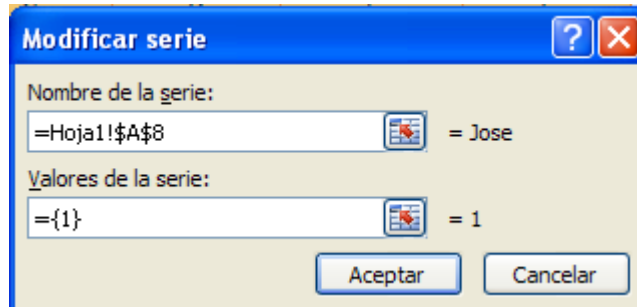 Modificar serie
Nombre de la serie:
=Hoja1!$A$8 = Jose
Valores de la serie:
={1} = 1
Aceptar Cancelar